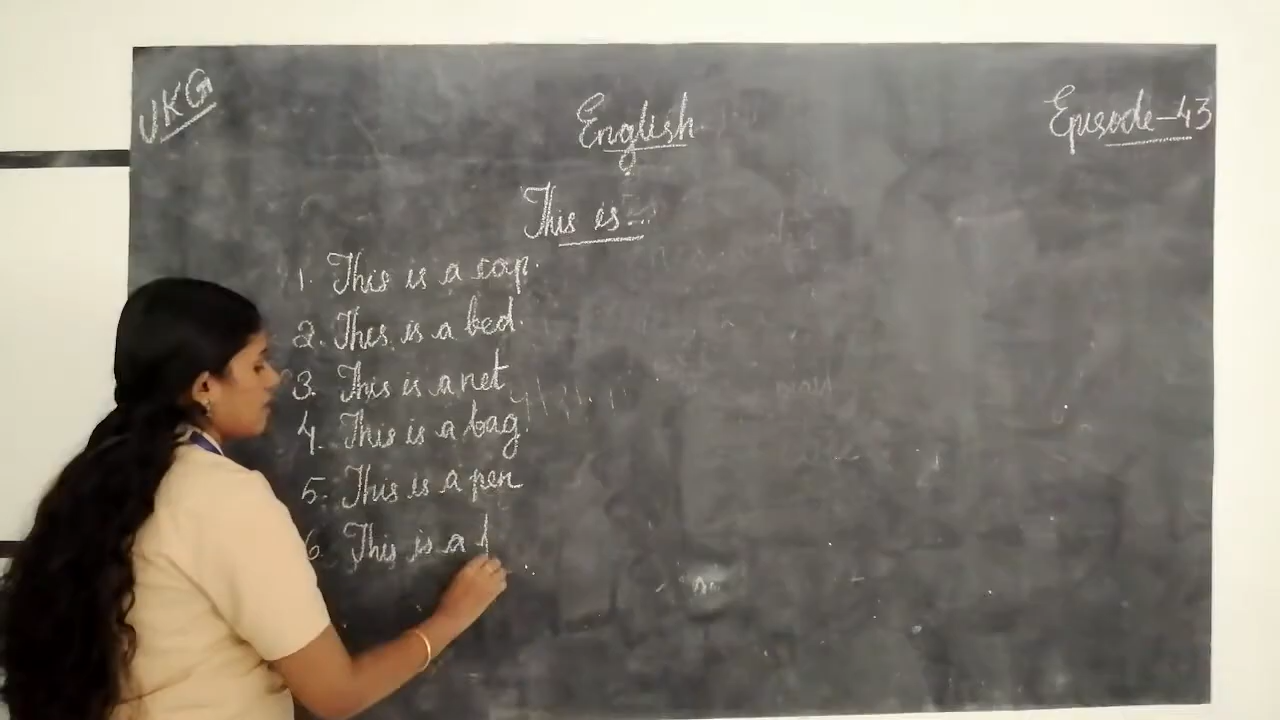 UKG
English
Episode-43
This is...
1. This is a cap.
2. This is a bed.
3. This is a net
4. This is a bag.
5. This is a pen
6. This is a